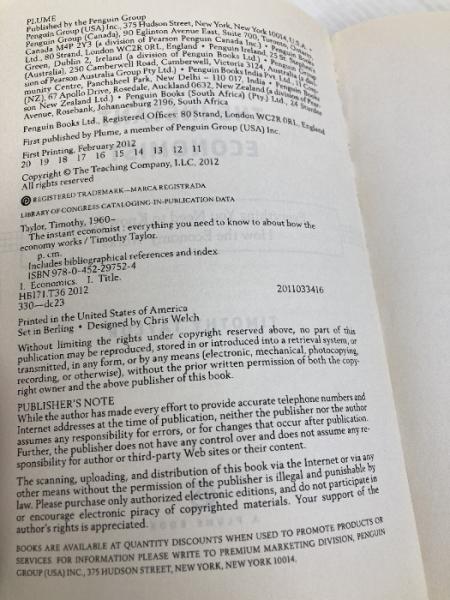 PLUME
Published by the Penguin Group
Penguin Group (USA) Inc., 375 Hudson Street, New York, New York 10014, U.S.A. •
Penguin Group (Canada), 90 Eglinton Avenue East, Suite 700, Toronto,
Canada M4P 2Y3 (a division of Pearson Penguin Canada Inc.) • Penguin Books
Ltd., 80 Strand, London WC2R 0RL, England • Penguin Ireland, 25 St.
Green, Dublin 2, Ireland (a division of Penguin Books Ltd.) • Penguin
(Australia), 250 Camberwell Road, Camberwell, Victoria 3124, Australia (a
sion of Pearson Australia Group Pty. Ltd.) • Penguin Books India Pvt. Ltd., 11 Com-
munity Centre, Panchsheel Park, New Delhi – 110 017, India • Penguin
(NZ), 67 Apollo Drive, Rosedale, Auckland 0632, New Zealand (a division of Pear-
son New Zealand Ltd.) • Penguin Books (South Africa) (Pty.) Ltd., 24 Sturdee
Avenue, Rosebank, Johannesburg 2196, South Africa
Penguin Books Ltd., Registered Offices: 80 Strand, London WC2R 0RL, England
First published by Plume, a member of Penguin Group (USA) Inc.
First Printing, February 2012
20 19 18 17 16 15 14 13 12 11
Copyright © The Teaching Company, LLC, 2012
All rights reserved
REGISTERED TRADEMARK—MARCA REGISTRADA
LIBRARY OF CONGRESS CATALOGING-IN-PUBLICATION DATA
Taylor, Timothy, 1960–
The instant economist : everything you need to know about how the
economy works / Timothy Taylor.
p. cm.
Includes bibliographical references and index.
ISBN 978-0-452-29752-4
1. Economics. I. Title.
HB171.T36 2012
330—dc23 2011033416
Printed in the United States of America
Set in Berling • Designed by Chris Welch
Without limiting the rights under copyright reserved above, no part of this
publication may be reproduced, stored in or introduced into a retrieval system, or
transmitted, in any form, or by any means (electronic, mechanical, photocopying,
recording, or otherwise), without the prior written permission of both the copy-
right owner and the above publisher of this book.
PUBLISHER'S NOTE
While the author has made every effort to provide accurate telephone numbers and
Internet addresses at the time of publication, neither the publisher nor the author
assumes any responsibility for errors, or for changes that occur after publication.
Further, the publisher does not have any control over and does not assume any re-
sponsibility for author or third-party Web sites or their content.
The scanning, uploading, and distribution of this book via the Internet or via any
other means without the permission of the publisher is illegal and punishable by
law. Please purchase only authorized electronic editions, and do not participate in
or encourage electronic piracy of copyrighted materials. Your support of the
author's rights is appreciated.
BOOKS ARE AVAILABLE AT QUANTITY DISCOUNTS WHEN USED TO PROMOTE PRODUCTS OR
SERVICES. FOR INFORMATION PLEASE WRITE TO PREMIUM MARKETING DIVISION, PENGUIN
GROUP (USA) INC., 375 HUDSON STREET, NEW YORK, NEW YORK 10014.